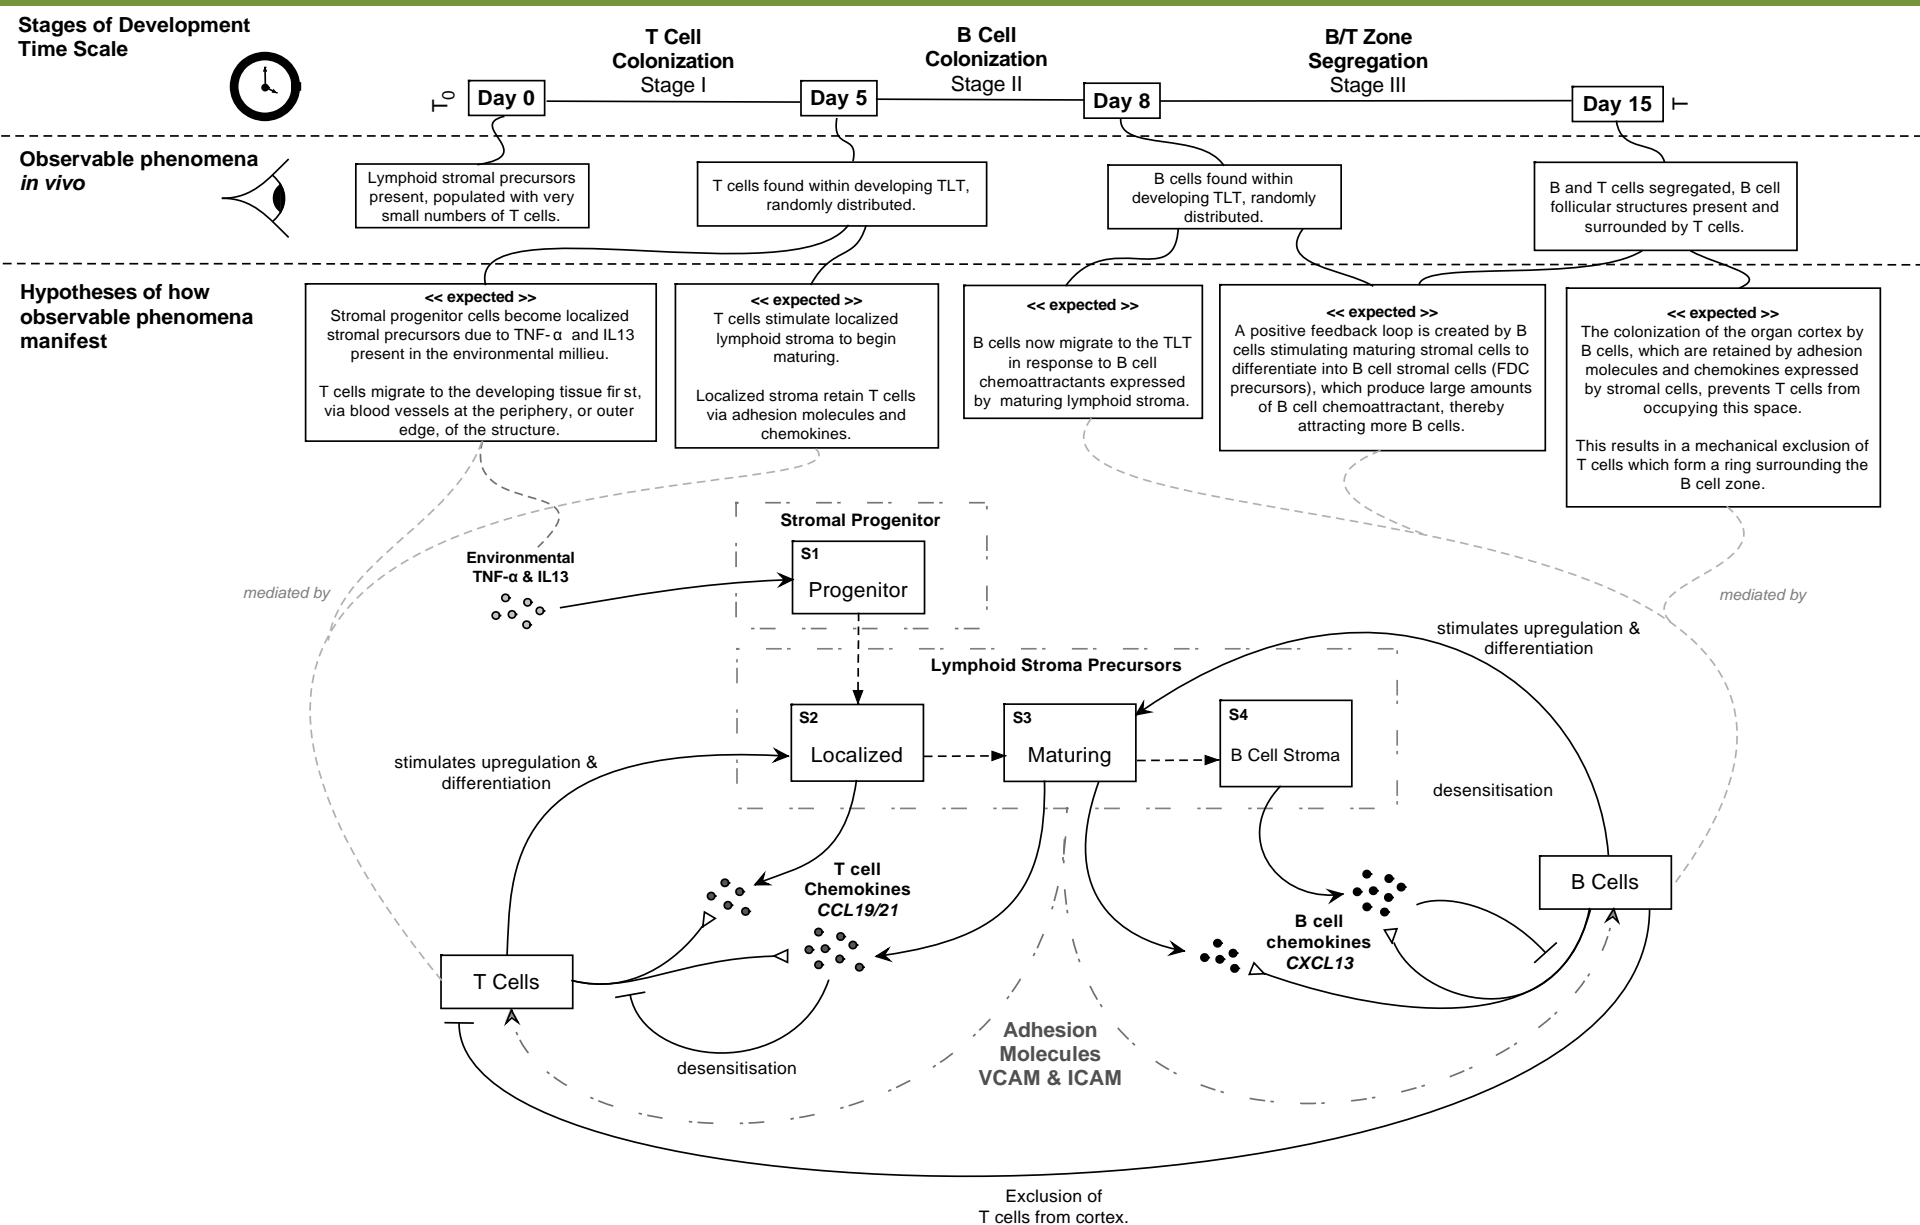 Stages of Development
Time Scale
T Cell
Colonization
Stage I
B Cell
Colonization
Stage II
B/T Zone
Segregation
Stage III
T0
Day 0
Day 5
Day 8
Day 15
T
Observable phenomena
in vivo
Lymphoid stromal precursors
present, populated with very
small numbers of T cells.
T cells found within developing TLT,
randomly distributed.
B cells found within
developing TLT, randomly
distributed.
B and T cells segregated, B cell
follicular structures present and
surrounded by T cells.
Hypotheses of how
observable phenomena
manifest
<< expected >>
Stromal progenitor cells become localized
stromal precursors due to TNF-α and IL13
present in the environmental millieu.
T cells migrate to the developing tissue first,
via blood vessels at the periphery, or outer
edge, of the structure.
<< expected >>
T cells stimulate localized
lymphoid stroma to begin
maturing.
Localized stroma retain T cells
via adhesion molecules and
chemokines.
<< expected >>
B cells now migrate to the TLT
in response to B cell
chemoattractants expressed
by maturing lymphoid stroma.
<< expected >>
A positive feedback loop is created by B
cells stimulating maturing stromal cells to
differentiate into B cell stromal cells (FDC
precursors), which produce large amounts
of B cell chemoattractant, thereby
attracting more B cells.
<< expected >>
The colonization of the organ cortex by
B cells, which are retained by adhesion
molecules and chemokines expressed
by stromal cells, prevents T cells from
occupying this space.
This results in a mechanical exclusion of
T cells which form a ring surrounding the
B cell zone.
Stromal Progenitor
S1
Progenitor
Environmental
TNF-α & IL13
mediated by
mediated by
stimulates upregulation &
differentiation
Lymphoid Stroma Precursors
S2
Localized
S3
Maturing
S4
B Cell Stroma
stimulates upregulation &
differentiation
desensitisation
T cell
Chemokines
CCL19/21
B Cells
B cell
chemokines
CXCL13
T Cells
Adhesion
Molecules
VCAM & ICAM
desensitisation
Exclusion of
T cells from cortex.